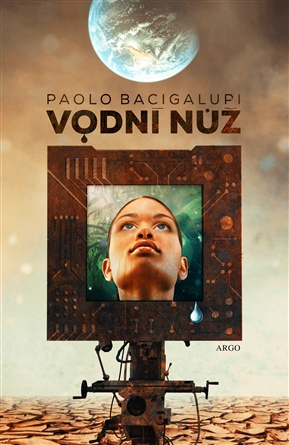 PAOLO BACIGALUPI
VODNÍ NŮŽ
ARGO